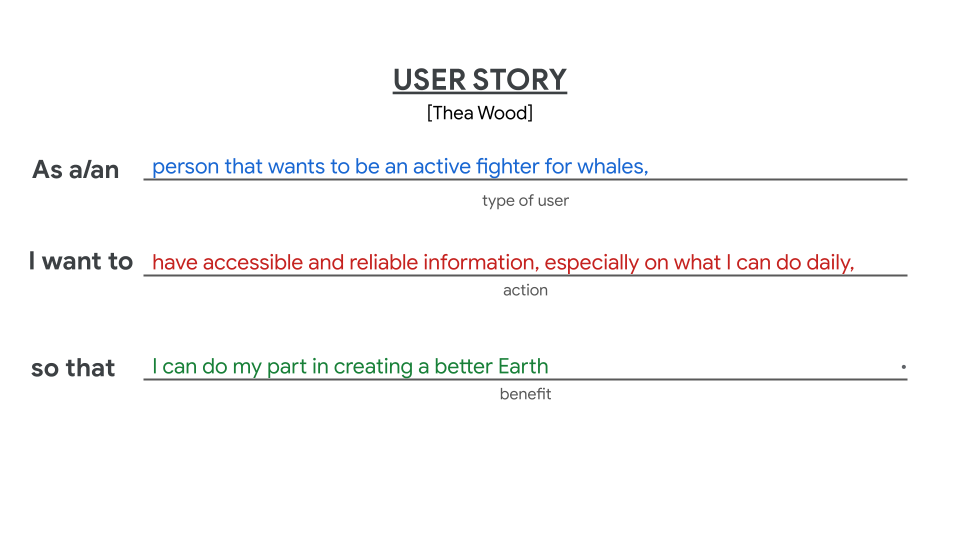 USER STORY
[Thea Wood]
As a/an person that wants to be an active fighter for whales,
type of user
I want to have accessible and reliable information, especially on what I can do daily,
action
so that I can do my part in creating a better Earth .
benefit